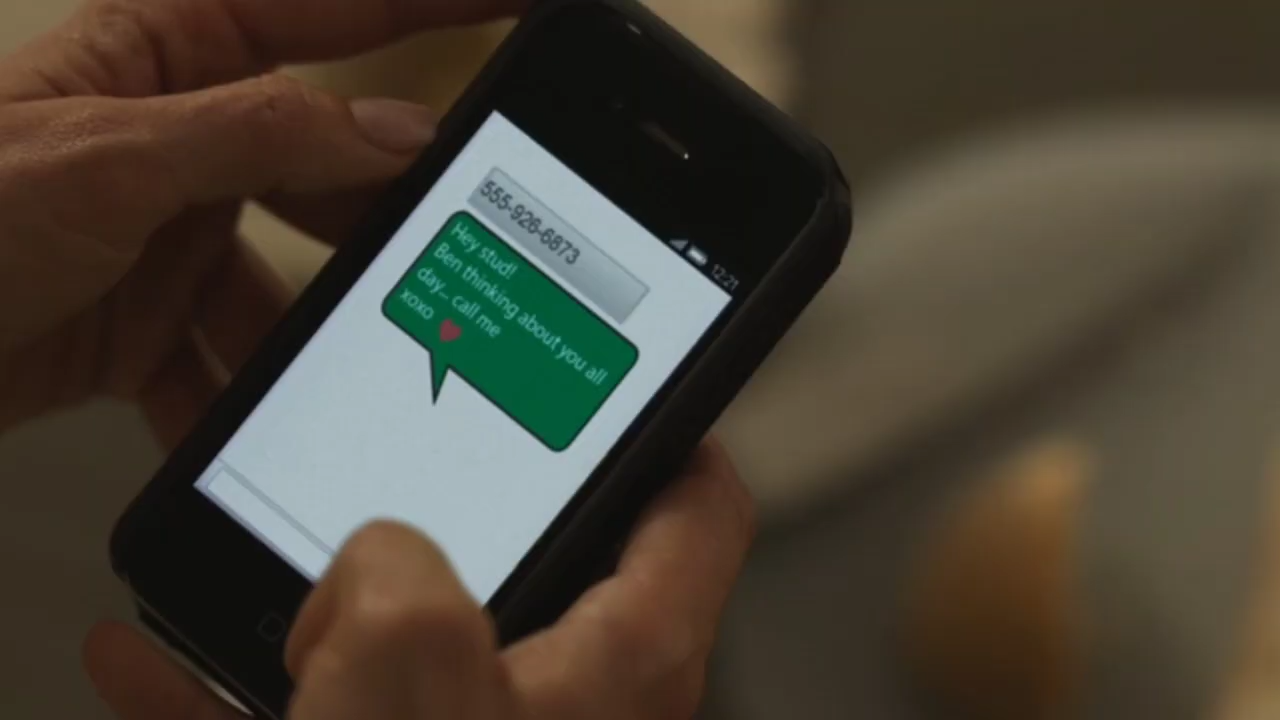 12:21
555-926-6873
Hey stud!
Ben thinking about you all
day... call me
xoxo